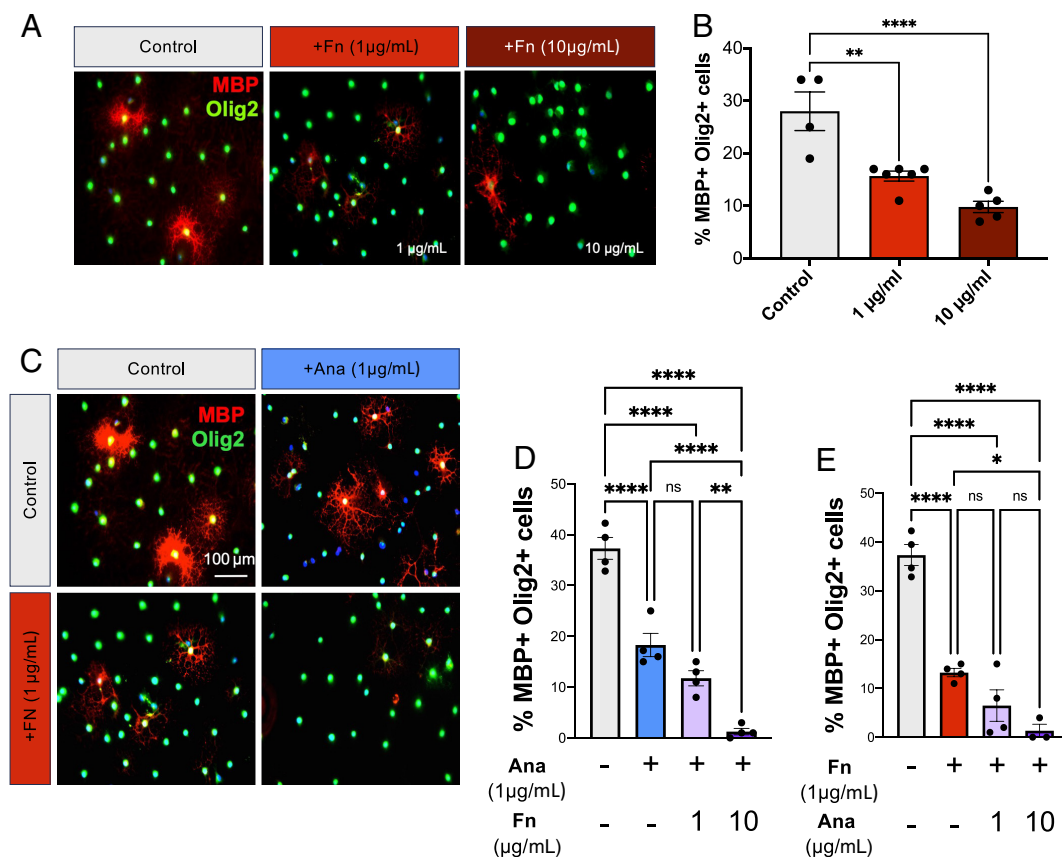 A
Control
+Fn (1µg/mL)
+Fn (10µg/mL)
MBP
Olig2
1 µg/mL
10 µg/mL
B
% MBP+ Olig2+ cells
40
30
20
10
0
****
**
Control
1 µg/ml
10 µg/ml
C
Control
+Ana (1µg/mL)
Control
+FN (1 µg/mL)
MBP
Olig2
100 µm
D
% MBP+ Olig2+ cells
50
40
30
20
10
0
****
****
****
**** ns **
Ana - + + +
(1µg/mL)
Fn - - 1 10
(µg/mL)
E
% MBP+ Olig2+ cells
50
40
30
20
10
0
****
****
*
**** ns ns
Fn - + + +
(1µg/mL)
Ana - - 1 10
(µg/mL)